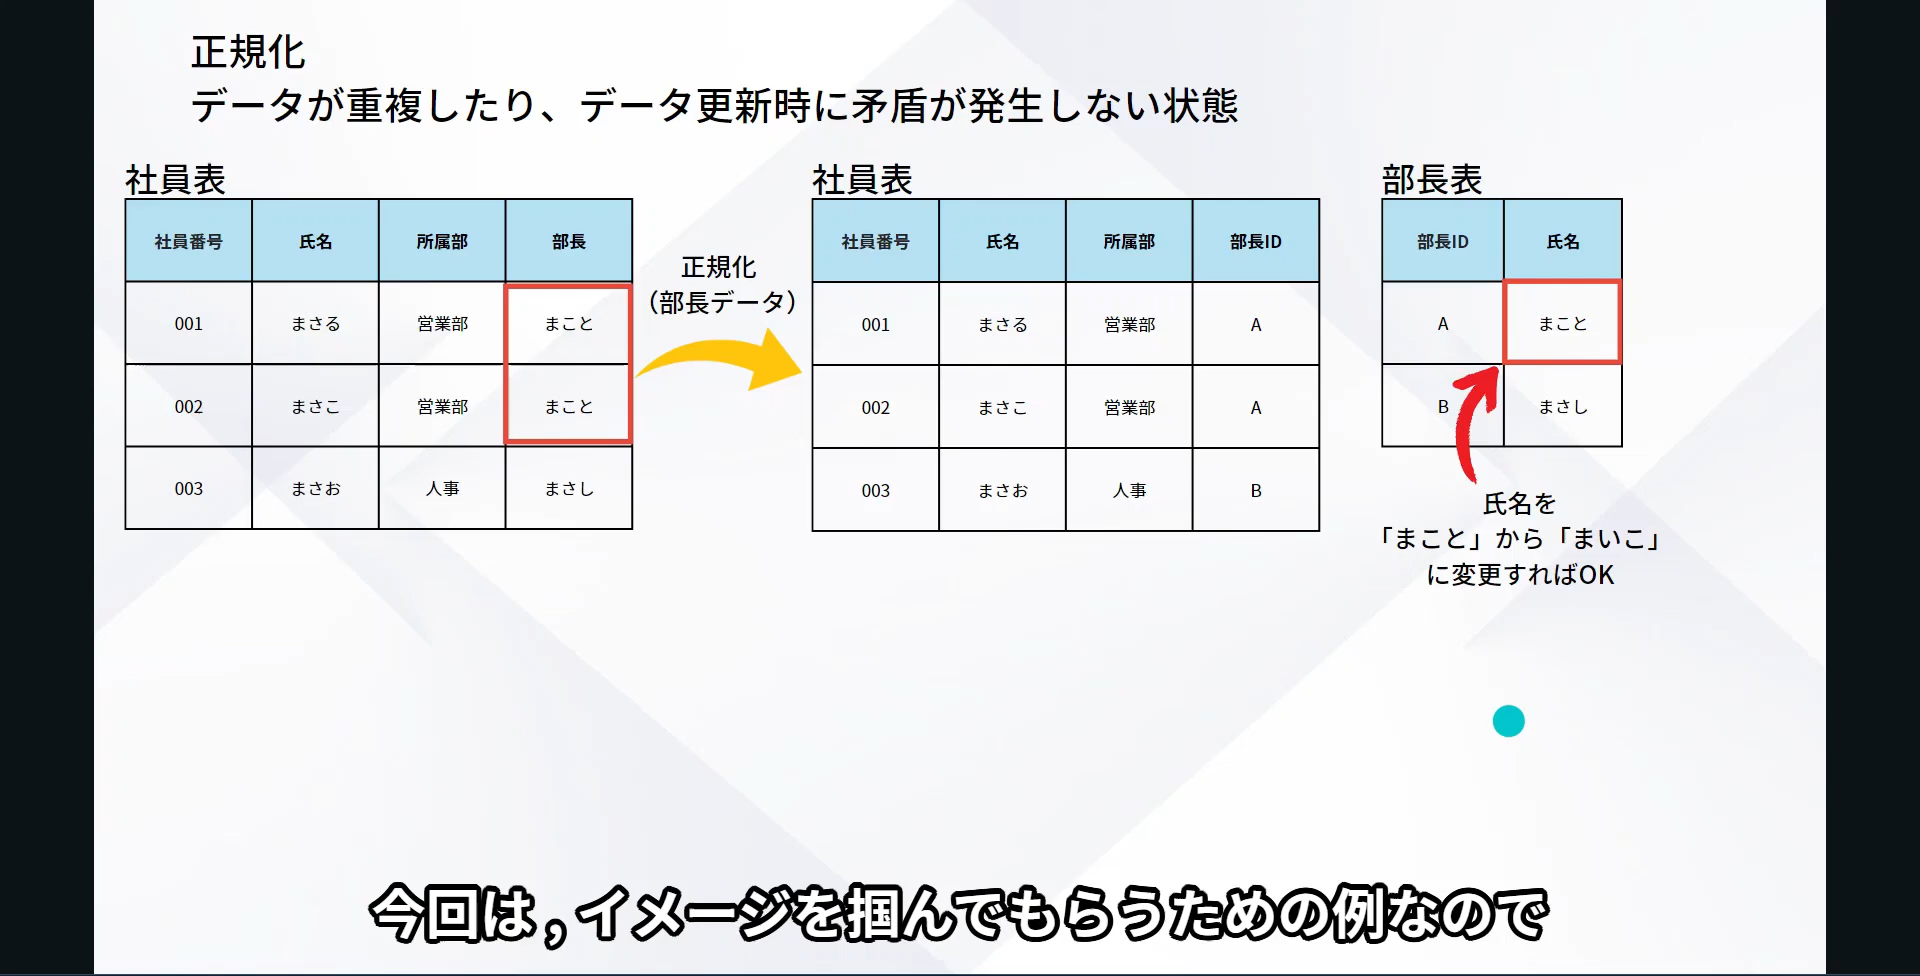 正規化
データが重複したり、データ更新時に矛盾が発生しない状態
社員表
社員番号 氏名 所属部 部長
001 まさる 営業部 まこと
002 まさこ 営業部 まこと
003 まさお 人事 まさし
正規化
（部長データ）
社員表
社員番号 氏名 所属部 部長ID
001 まさる 営業部 A
002 まさこ 営業部 A
003 まさお 人事 B
部長表
部長ID 氏名
A まこと
B まさし
氏名を
「まこと」から「まいこ」
に変更すればOK
今回は,イメージを掴んでもらうための例なので